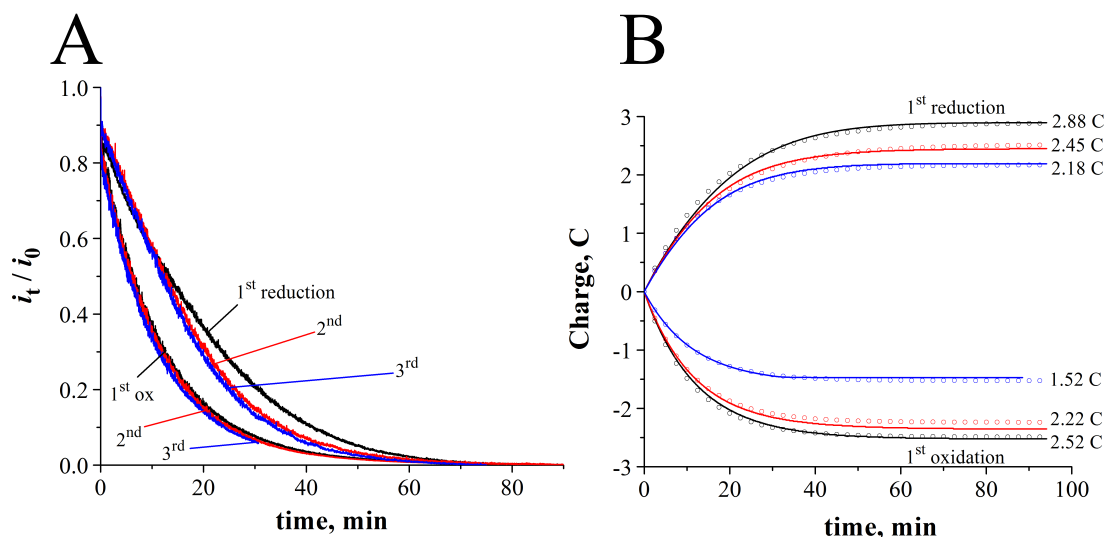 A
1.0
0.8
0.6
0.4
0.2
0.0
i_t / i_0
1st reduction
2nd
3rd
1st ox
2nd
3rd
0
20
40
60
80
time, min
B
3
2
1
0
-1
-2
-3
Charge, C
1st reduction
2.88 C
2.45 C
2.18 C
1.52 C
2.22 C
2.52 C
1st oxidation
0
20
40
60
80
100
time, min